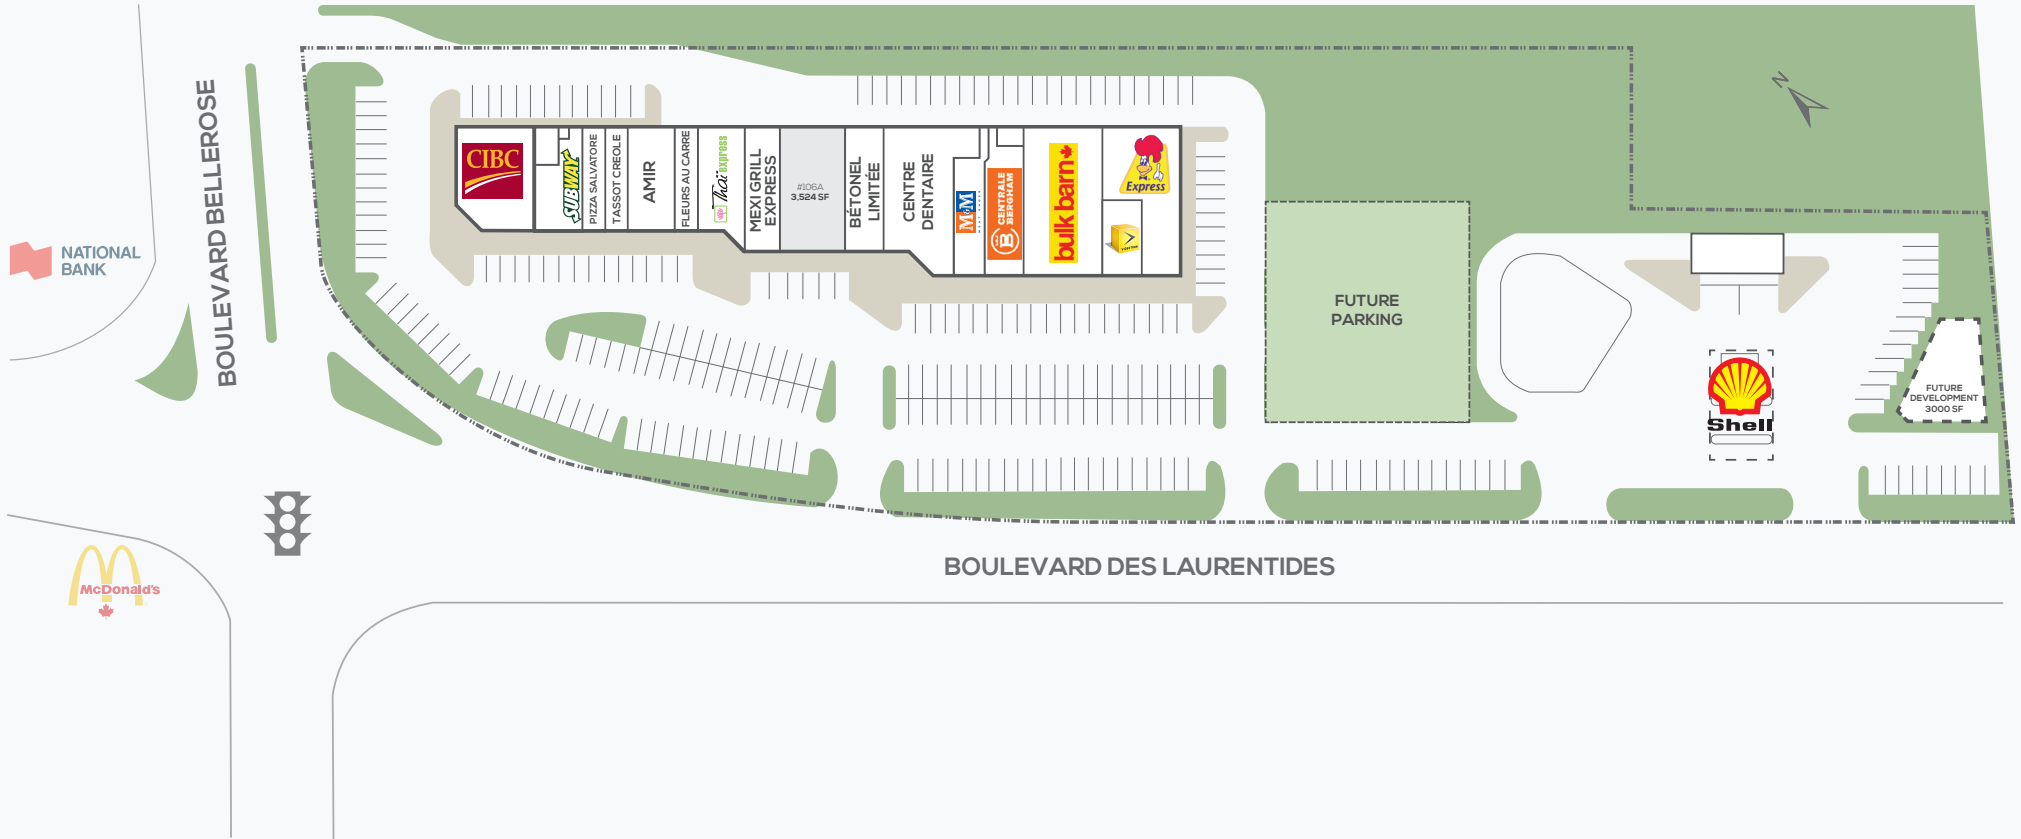 BOULEVARD BELLEROSE
NATIONAL
BANK
McDonald's
CIBC
SUBWAY
PIZZA SALVATORE
TASSOT CREOLE
AMIR
FLEURS AU CARRE
Thaï express
MEXI GRILL
EXPRESS
#106A
3,524 SF
BÉTONEL
LIMITÉE
CENTRE
DENTAIRE
M&M
B
CENTRALE
BERGHAM
bulk barn
Express
N
FUTURE
PARKING
Shell
FUTURE
DEVELOPMENT
3000 SF
BOULEVARD DES LAURENTIDES